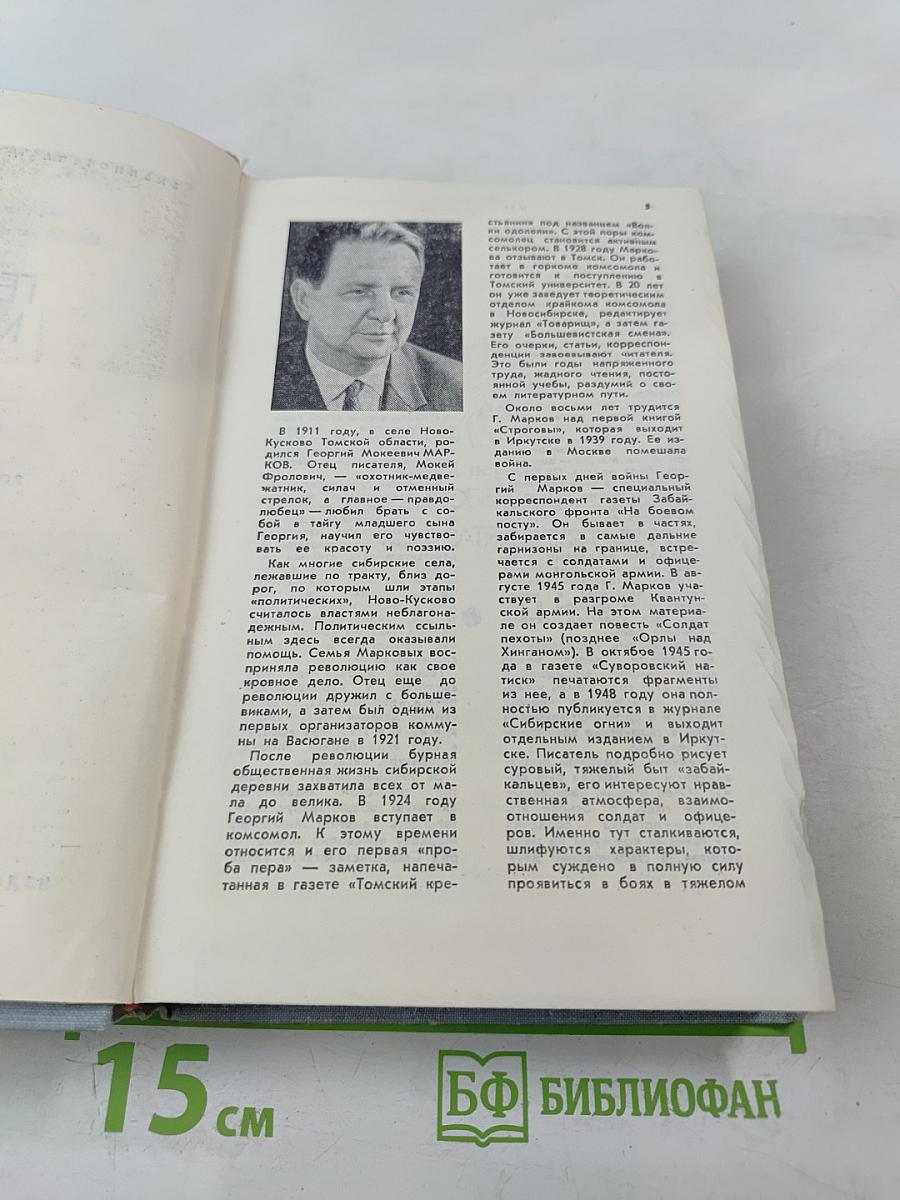 5
В 1911 году, в селе Ново-
Кусково Томской области, ро-
дился Георгий Мокеевич МАР-
КОВ. Отец писателя, Мокей
Фролович, — «охотник-медве-
жатник, силач и отменный
стрелок, а главное — правдо-
любец» — любил брать с со-
бой в тайгу младшего сына
Георгия, научил его чувство-
вать ее красоту и поэзию.
Как многие сибирские села,
лежавшие по тракту, близ до-
рог, по которым шли этапы
«политических», Ново-Кусково
считалось властями неблагона-
дежным. Политическим ссыль-
ным здесь всегда оказывали
помощь. Семья Марковых вос-
приняла революцию как свое
кровное дело. Отец еще до
революции дружил с больше-
виками, а затем был одним из
первых организаторов комму-
ны на Васюгане в 1921 году.
После революции бурная
общественная жизнь сибирской
деревни захватила всех от ма-
ла до велика. В 1924 году
Георгий Марков вступает в
комсомол. К этому времени
относится и его первая «про-
ба пера» — заметка, напеча-
танная в газете «Томский кре-
стьянин под названием «Вол-
ки одолели». С этой поры ком-
сомолец становится активным
селькором. В 1928 году Марко-
ва отзывают в Томск. Он рабо-
тает в горкоме комсомола и
готовится к поступлению в
Томский университет. В 20 лет
он уже заведует теоретическим
отделом крайкома комсомола
в Новосибирске, редактирует
журнал «Товарищ», а затем га-
зету «Большевистская смена».
Его очерки, статьи, корреспон-
денции завоевывают читателя.
Это были годы напряженного
труда, жадного чтения, посто-
янной учебы, раздумий о сво-
ем литературном пути.
Около восьми лет трудится
Г. Марков над первой книгой
«Строговы», которая выходит
в Иркутске в 1939 году. Ее из-
данию в Москве помешала
война.
С первых дней войны Геор-
гий Марков — специальный
корреспондент газеты Забай-
кальского фронта «На боевом
посту». Он бывает в частях,
забирается в самые дальние
гарнизоны на границе, встре-
чается с солдатами и офице-
рами монгольской армии. В ав-
густе 1945 года Г. Марков уча-
ствует в разгроме Квантун-
ской армии. На этом материа-
ле он создает повесть «Солдат
пехоты» (позднее «Орлы над
Хинганом»). В октябре 1945 го-
да в газете «Суворовский на-
тиск» печатаются фрагменты
из нее, а в 1948 году она пол-
ностью публикуется в журнале
«Сибирские огни» и выходит
отдельным изданием в Иркут-
ске. Писатель подробно рисует
суровый, тяжелый быт «забай-
кальцев», его интересуют нрав-
ственная атмосфера, взаимо-
отношения солдат и офице-
ров. Именно тут сталкиваются,
шлифуются характеры, кото-
рым суждено в полную силу
проявиться в боях в тяжелом
15 см
БФ БИБЛИОФАН